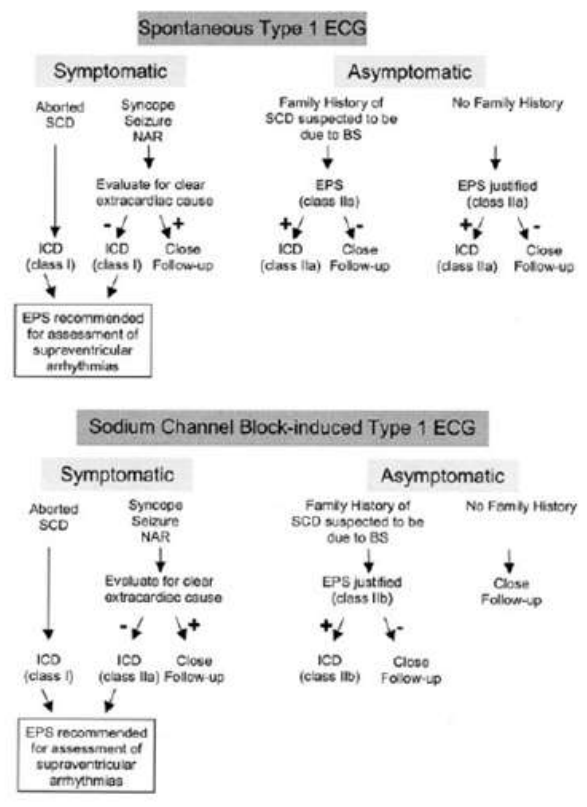 Spontaneous Type 1 ECG
Symptomatic
Asymptomatic
Aborted
SCD
Syncope
Seizure
NAR
Family History of
SCD suspected to be
due to BS
No Family History
Evaluate for clear
extracardiac cause
EPS
(class IIa)
EPS justified
(class IIa)
-
+
+
-
+
-
ICD
(class I)
ICD
(class I)
Close
Follow-up
ICD
(class IIa)
Close
Follow-up
ICD
(class IIa)
Close
Follow-up
EPS recommended
for assessment of
supraventricular
arrhythmias
Sodium Channel Block-induced Type 1 ECG
Symptomatic
Asymptomatic
Aborted
SCD
Syncope
Seizure
NAR
Family History of
SCD suspected to be
due to BS
No Family History
Evaluate for clear
extracardiac cause
EPS justified
(class IIb)
Close
Follow-up
-
+
+
-
ICD
(class I)
ICD
(class IIa)
Close
Follow-up
ICD
(class IIb)
Close
Follow-up
EPS recommended
for assessment of
supraventricular
arrhythmias